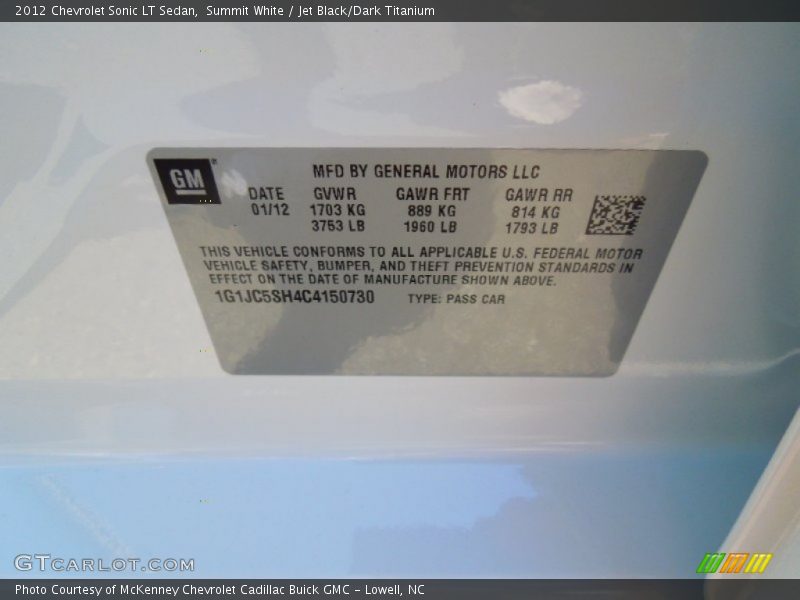 2012 Chevrolet Sonic LT Sedan, Summit White / Jet Black/Dark Titanium
GM
MFD BY GENERAL MOTORS LLC
DATE GVWR GAWR FRT GAWR RR
01/12 1703 KG 889 KG 814 KG
3753 LB 1960 LB 1793 LB
THIS VEHICLE CONFORMS TO ALL APPLICABLE U.S. FEDERAL MOTOR
VEHICLE SAFETY, BUMPER, AND THEFT PREVENTION STANDARDS IN
EFFECT ON THE DATE OF MANUFACTURE SHOWN ABOVE.
1G1JC5SH4C4150730 TYPE: PASS CAR
GTCARLOT.COM
Photo Courtesy of McKenney Chevrolet Cadillac Buick GMC - Lowell, NC